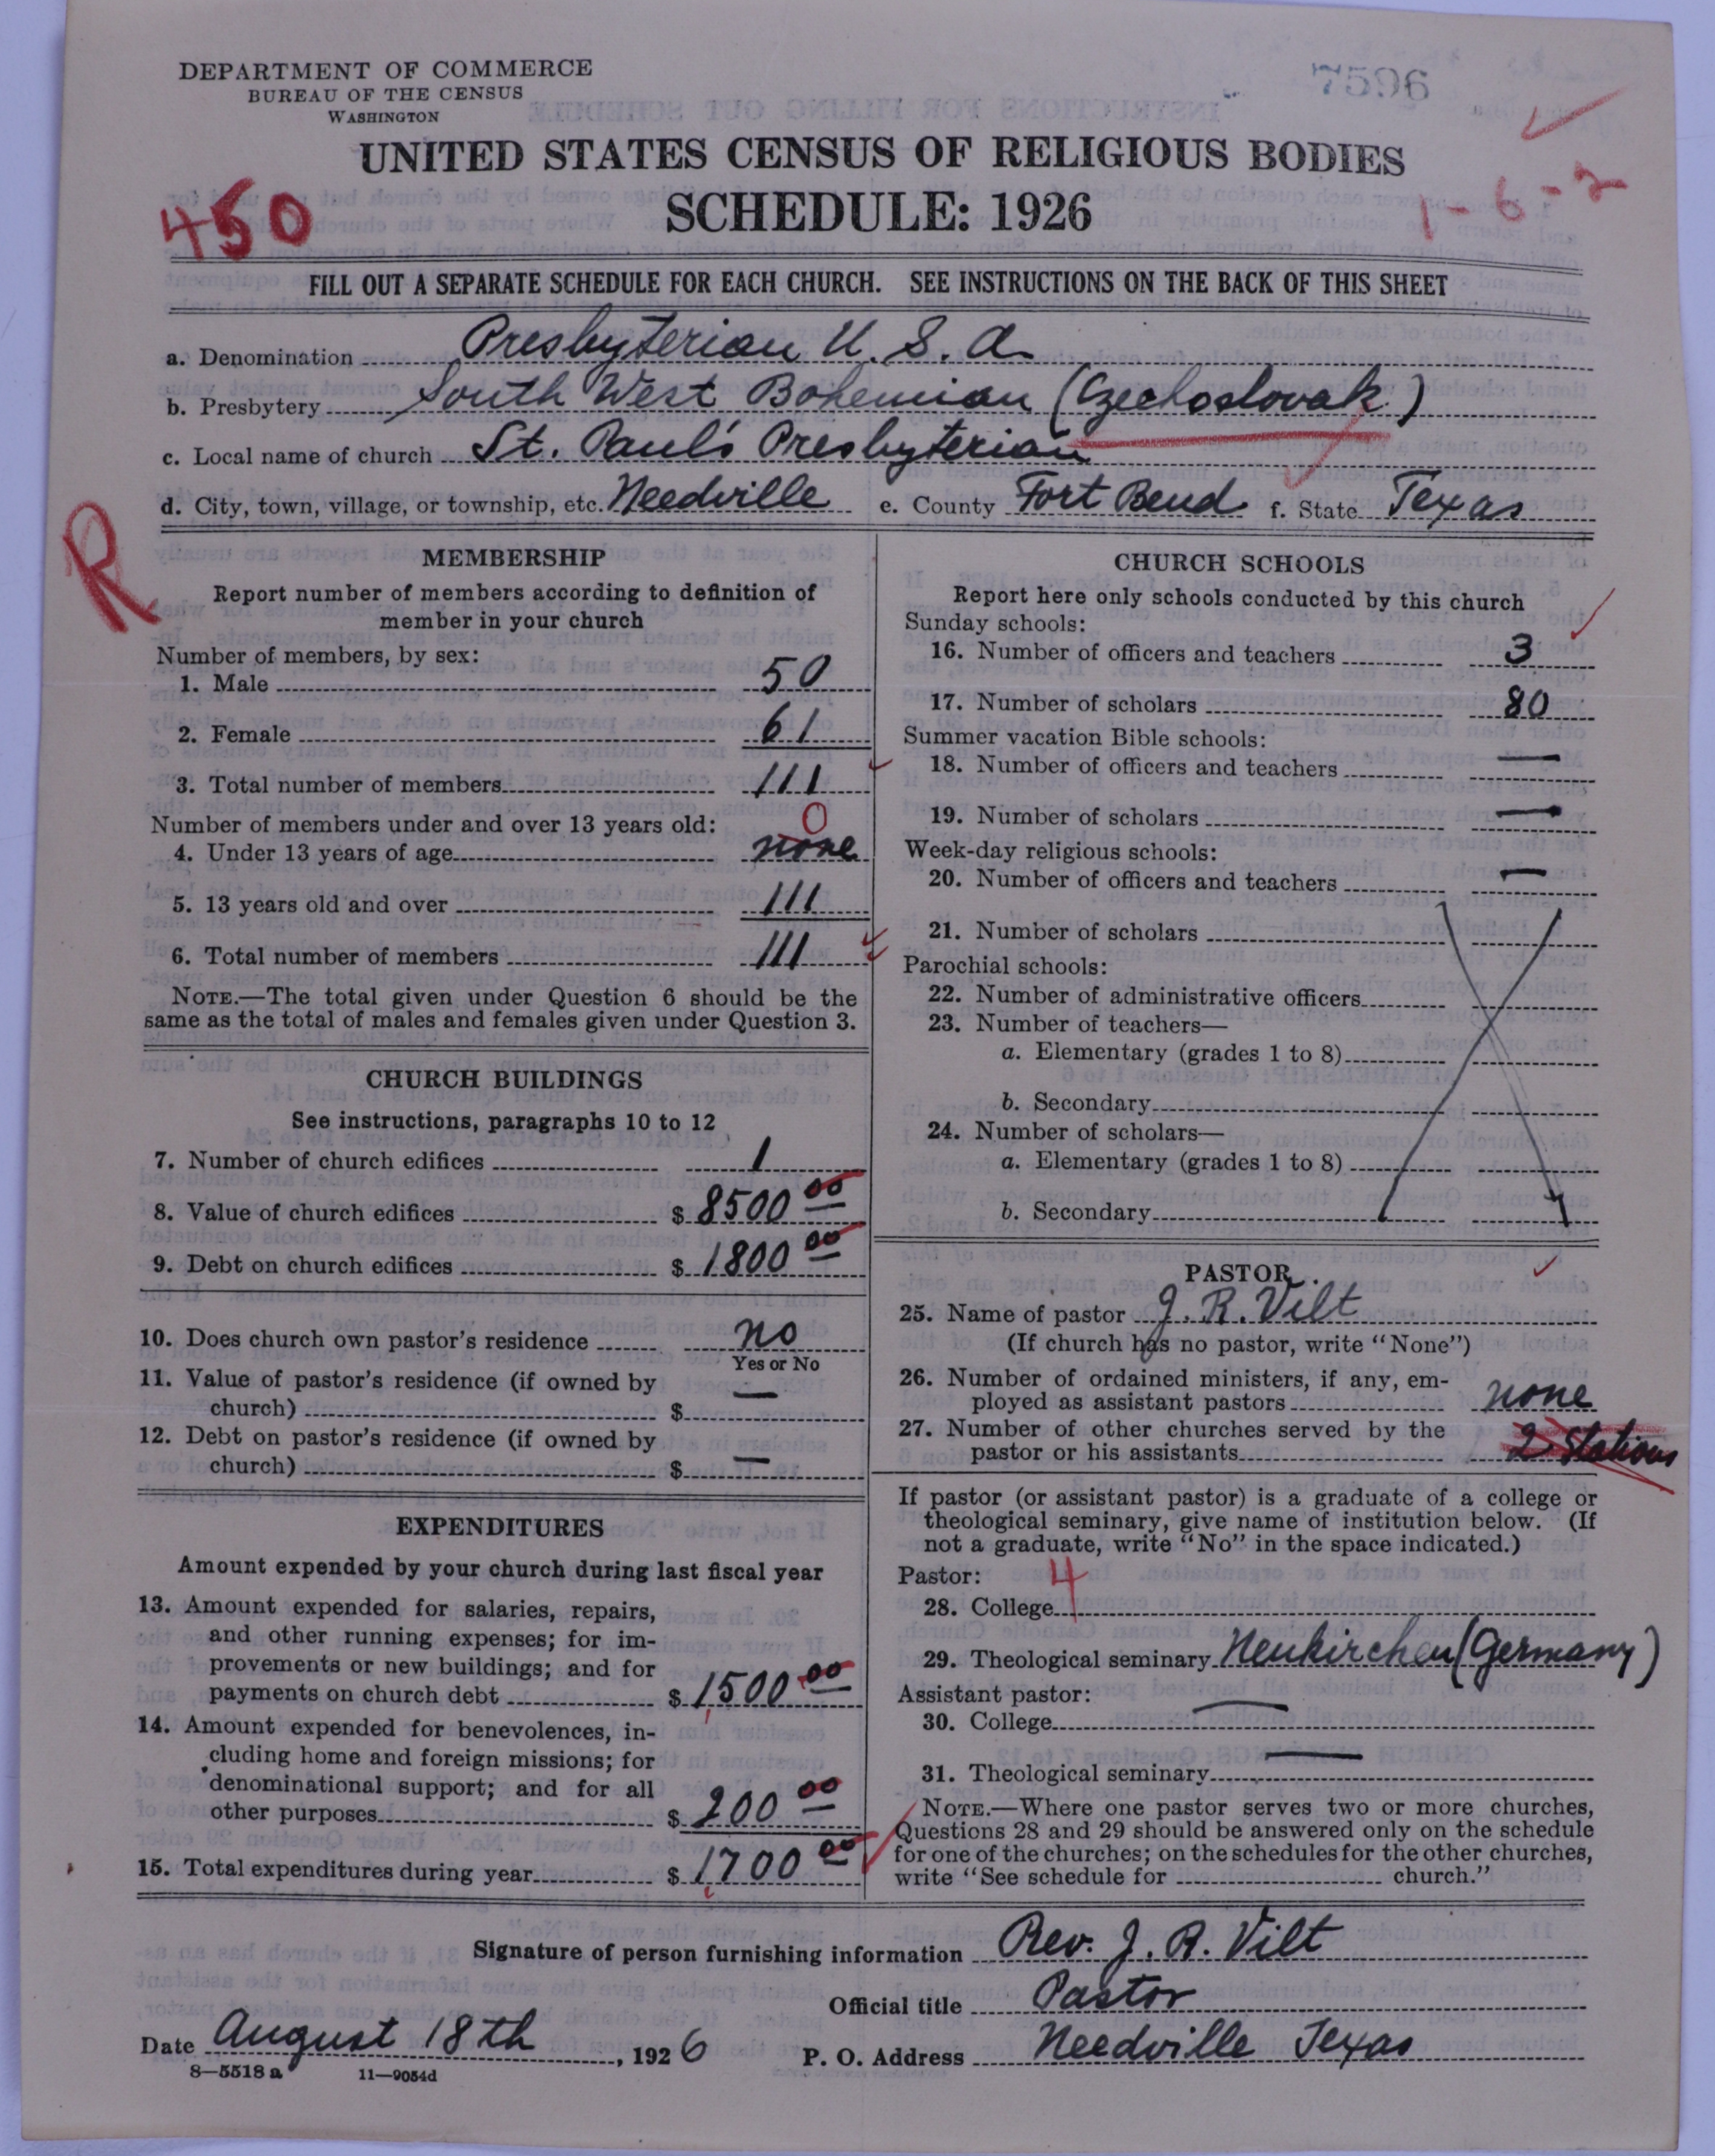 DEPARTMENT OF COMMERCE
BUREAU OF THE CENSUS
WASHINGTON
7596
UNITED STATES CENSUS OF RELIGIOUS BODIES
SCHEDULE: 1926
450
1-6-2
FILL OUT A SEPARATE SCHEDULE FOR EACH CHURCH. SEE INSTRUCTIONS ON THE BACK OF THIS SHEET
a. Denomination Presbyterian U. S. A.
b. Presbytery South West Bohemian (Czechoslovak)
c. Local name of church St. Paul's Presbyterian
d. City, town, village, or township, etc. Needville e. County Fort Bend f. State Texas
R
MEMBERSHIP
Report number of members according to definition of
member in your church
Number of members, by sex:
1. Male 50
2. Female 61
3. Total number of members 111
Number of members under and over 13 years old: 0
4. Under 13 years of age none
5. 13 years old and over 111
6. Total number of members 111
NOTE.—The total given under Question 6 should be the
same as the total of males and females given under Question 3.
CHURCH BUILDINGS
See instructions, paragraphs 10 to 12
7. Number of church edifices 1
8. Value of church edifices $ 8500 00
9. Debt on church edifices $ 1800 00
10. Does church own pastor's residence no
Yes or No
11. Value of pastor's residence (if owned by
church) $ —
12. Debt on pastor's residence (if owned by
church) $ —
EXPENDITURES
Amount expended by your church during last fiscal year
13. Amount expended for salaries, repairs,
and other running expenses; for im-
provements or new buildings; and for
payments on church debt $ 1500 00
14. Amount expended for benevolences, in-
cluding home and foreign missions; for
denominational support; and for all
other purposes $ 200 00
15. Total expenditures during year $ 1700 00
CHURCH SCHOOLS
Report here only schools conducted by this church
Sunday schools:
16. Number of officers and teachers 3
17. Number of scholars 80
Summer vacation Bible schools:
18. Number of officers and teachers —
19. Number of scholars —
Week-day religious schools:
20. Number of officers and teachers —
21. Number of scholars
Parochial schools:
22. Number of administrative officers
23. Number of teachers—
a. Elementary (grades 1 to 8)
b. Secondary
24. Number of scholars—
a. Elementary (grades 1 to 8)
b. Secondary
PASTOR
25. Name of pastor J. R. Vilt
(If church has no pastor, write "None")
26. Number of ordained ministers, if any, em-
ployed as assistant pastors none
27. Number of other churches served by the
pastor or his assistants 2 Stations
If pastor (or assistant pastor) is a graduate of a college or
theological seminary, give name of institution below. (If
not a graduate, write "No" in the space indicated.)
Pastor: 4
28. College
29. Theological seminary Neukirchen (Germany)
Assistant pastor:
30. College —
31. Theological seminary —
NOTE.—Where one pastor serves two or more churches,
Questions 28 and 29 should be answered only on the schedule
for one of the churches; on the schedules for the other churches,
write "See schedule for church."
Signature of person furnishing information Rev. J. R. Vilt
Official title Pastor
Date August 18th, 1926 P. O. Address Needville Texas
8—5518 a 11—9054d